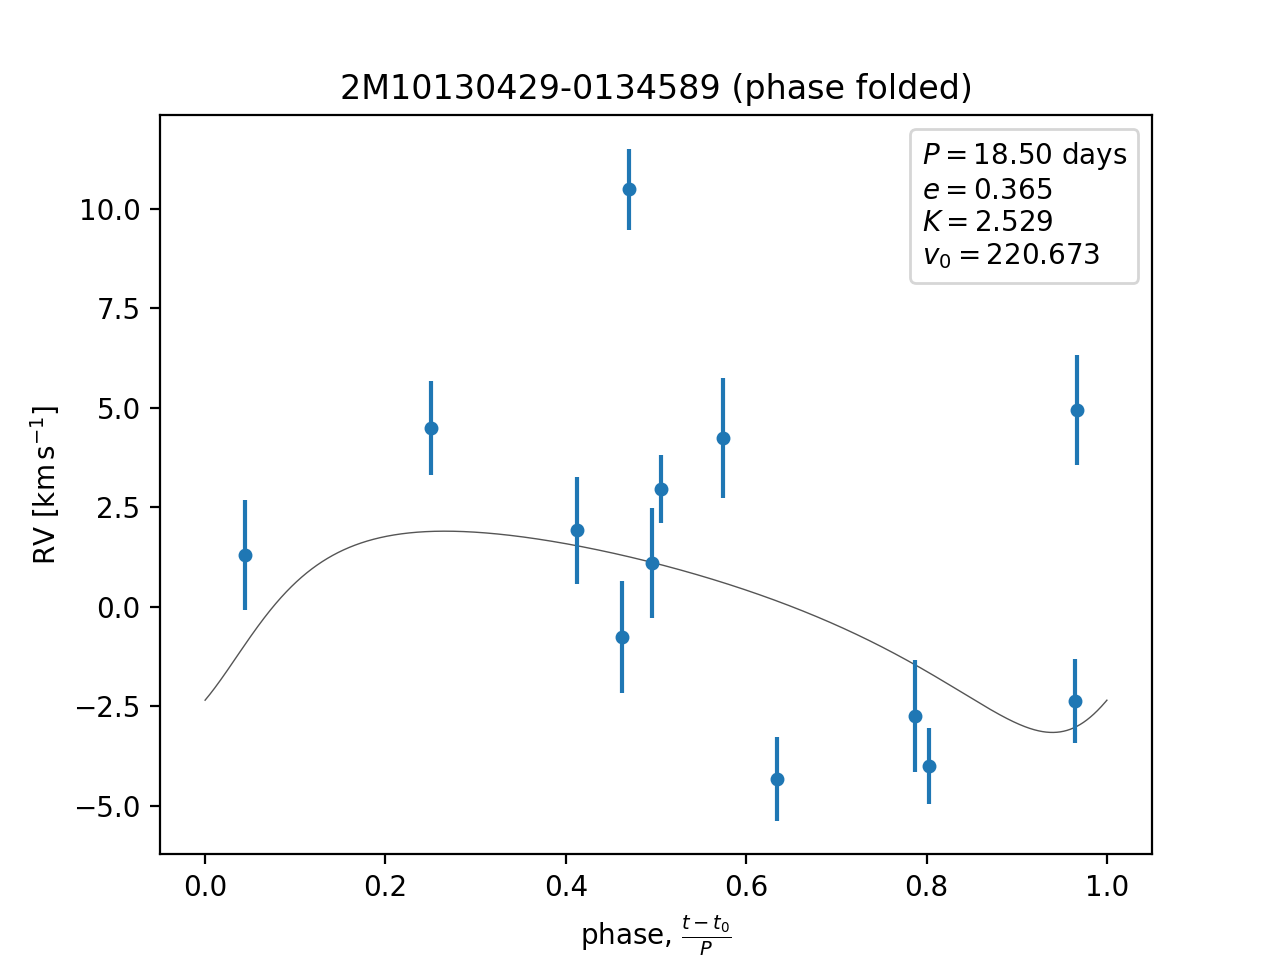 2M10130429-0134589 (phase folded)
P = 18.50 days
e = 0.365
K = 2.529
v₀ = 220.673
10.0
7.5
5.0
2.5
0.0
−2.5
−5.0
RV [km s⁻¹]
0.0 0.2 0.4 0.6 0.8 1.0
phase, (t − t₀)/P